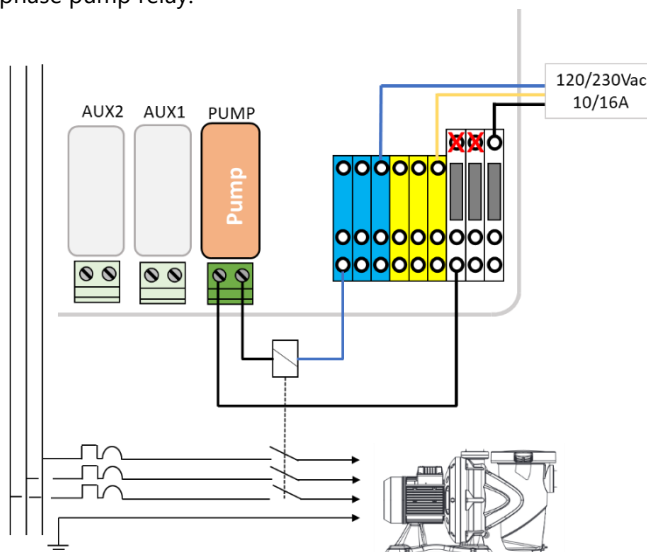 phase pump relay.
120/230Vac
10/16A
AUX2 AUX1 PUMP
Pump